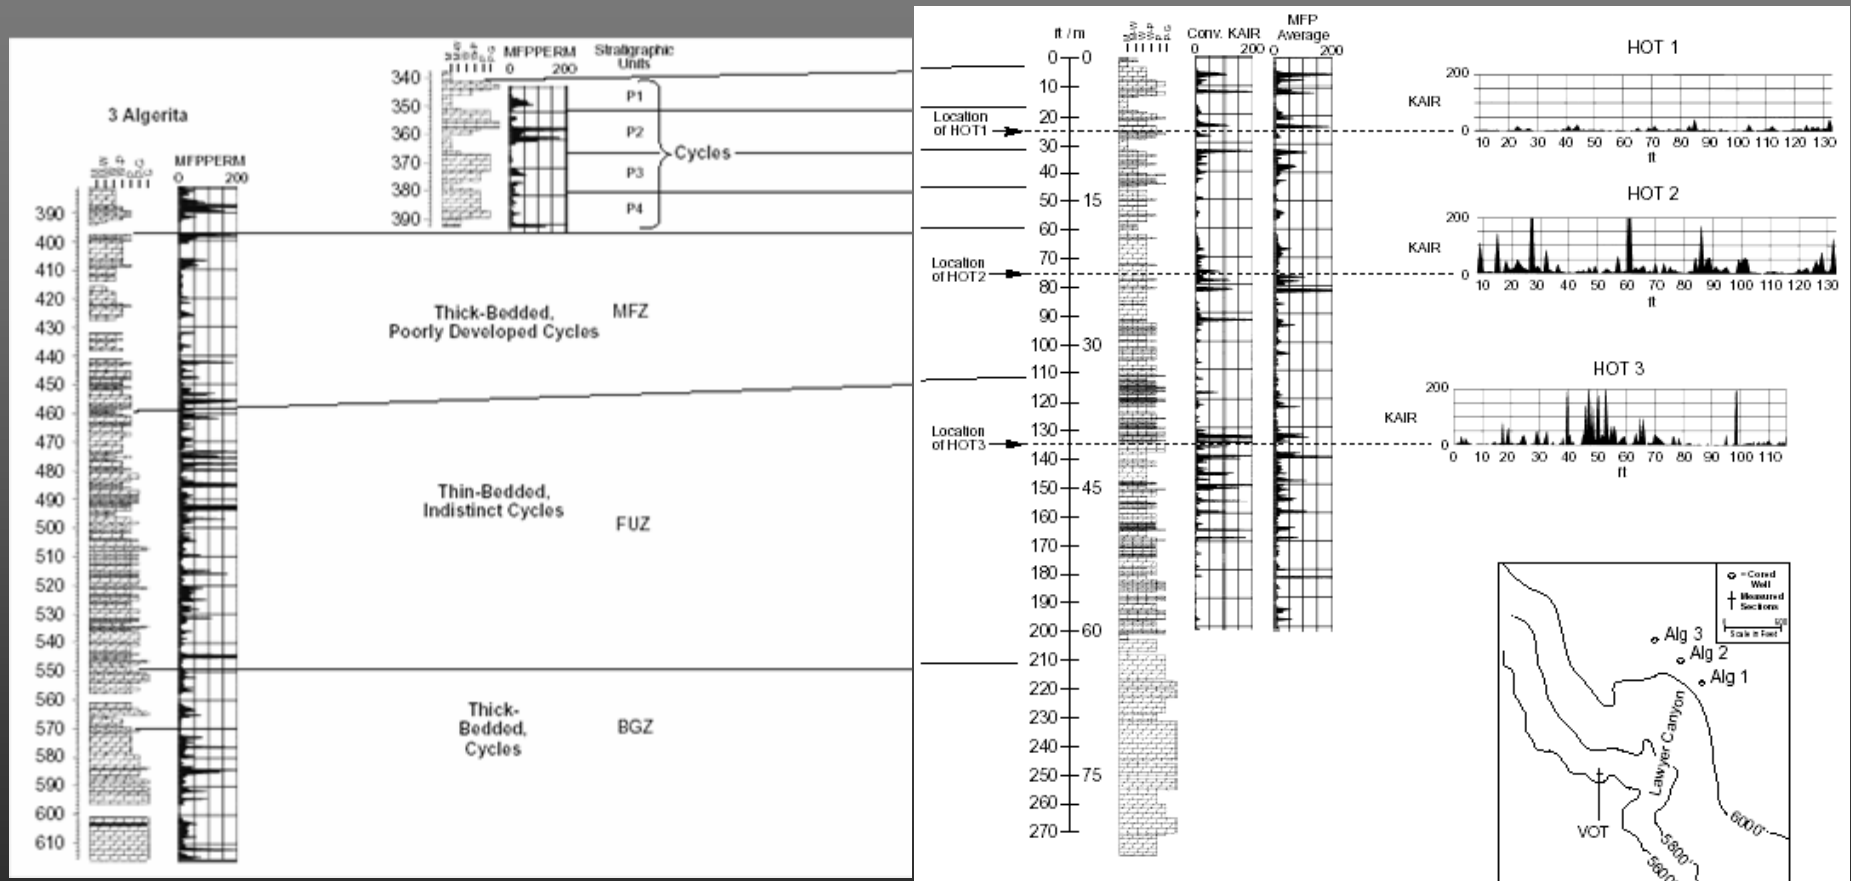 3 Algerita
MFPPERM
0 200
390
400
410
420
430
440
450
460
470
480
490
500
510
520
530
540
550
560
570
580
590
600
610
MFPPERM
0 200
Stratigraphic
Units
340
350
360
370
380
390
P1
P2
P3
P4
Cycles
Thick-Bedded,
Poorly Developed Cycles
MFZ
Thin-Bedded,
Indistinct Cycles
FUZ
Thick-
Bedded,
Cycles
BGZ
ft / m
Conv. KAIR
0 200
MFP
Average
0 200
0 0
10
20
30
40
50 15
60
70
80
90
100 30
110
120
130
140
150 45
160
170
180
190
200 60
210
220
230
240
250 75
260
270
Location
of HOT1
Location
of HOT2
Location
of HOT3
HOT 1
200
KAIR
0
10 20 30 40 50 60 70 80 90 100 110 120 130
ft
HOT 2
200
KAIR
0
10 20 30 40 50 60 70 80 90 100 110 120 130
ft
HOT 3
200
KAIR
0
10 20 30 40 50 60 70 80 90 100 110
ft
=Cored
Well
Measured
Sections
Scale in Feet
Alg 3
Alg 2
Alg 1
Lawyer Canyon
VOT
6000'
5800'
5600'